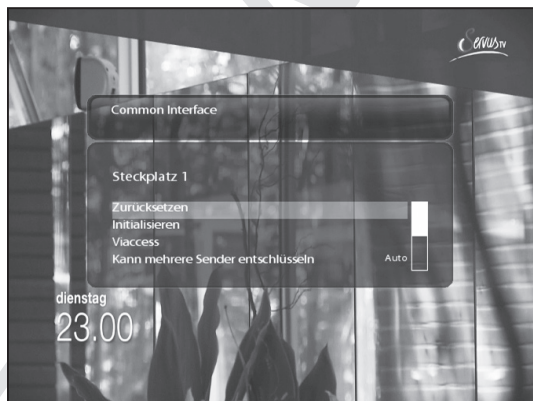 Servus TV
Common Interface
Steckplatz 1
Zurücksetzen
Initialisieren
Viaccess
Kann mehrere Sender entschlüsseln Auto
dienstag
23.00